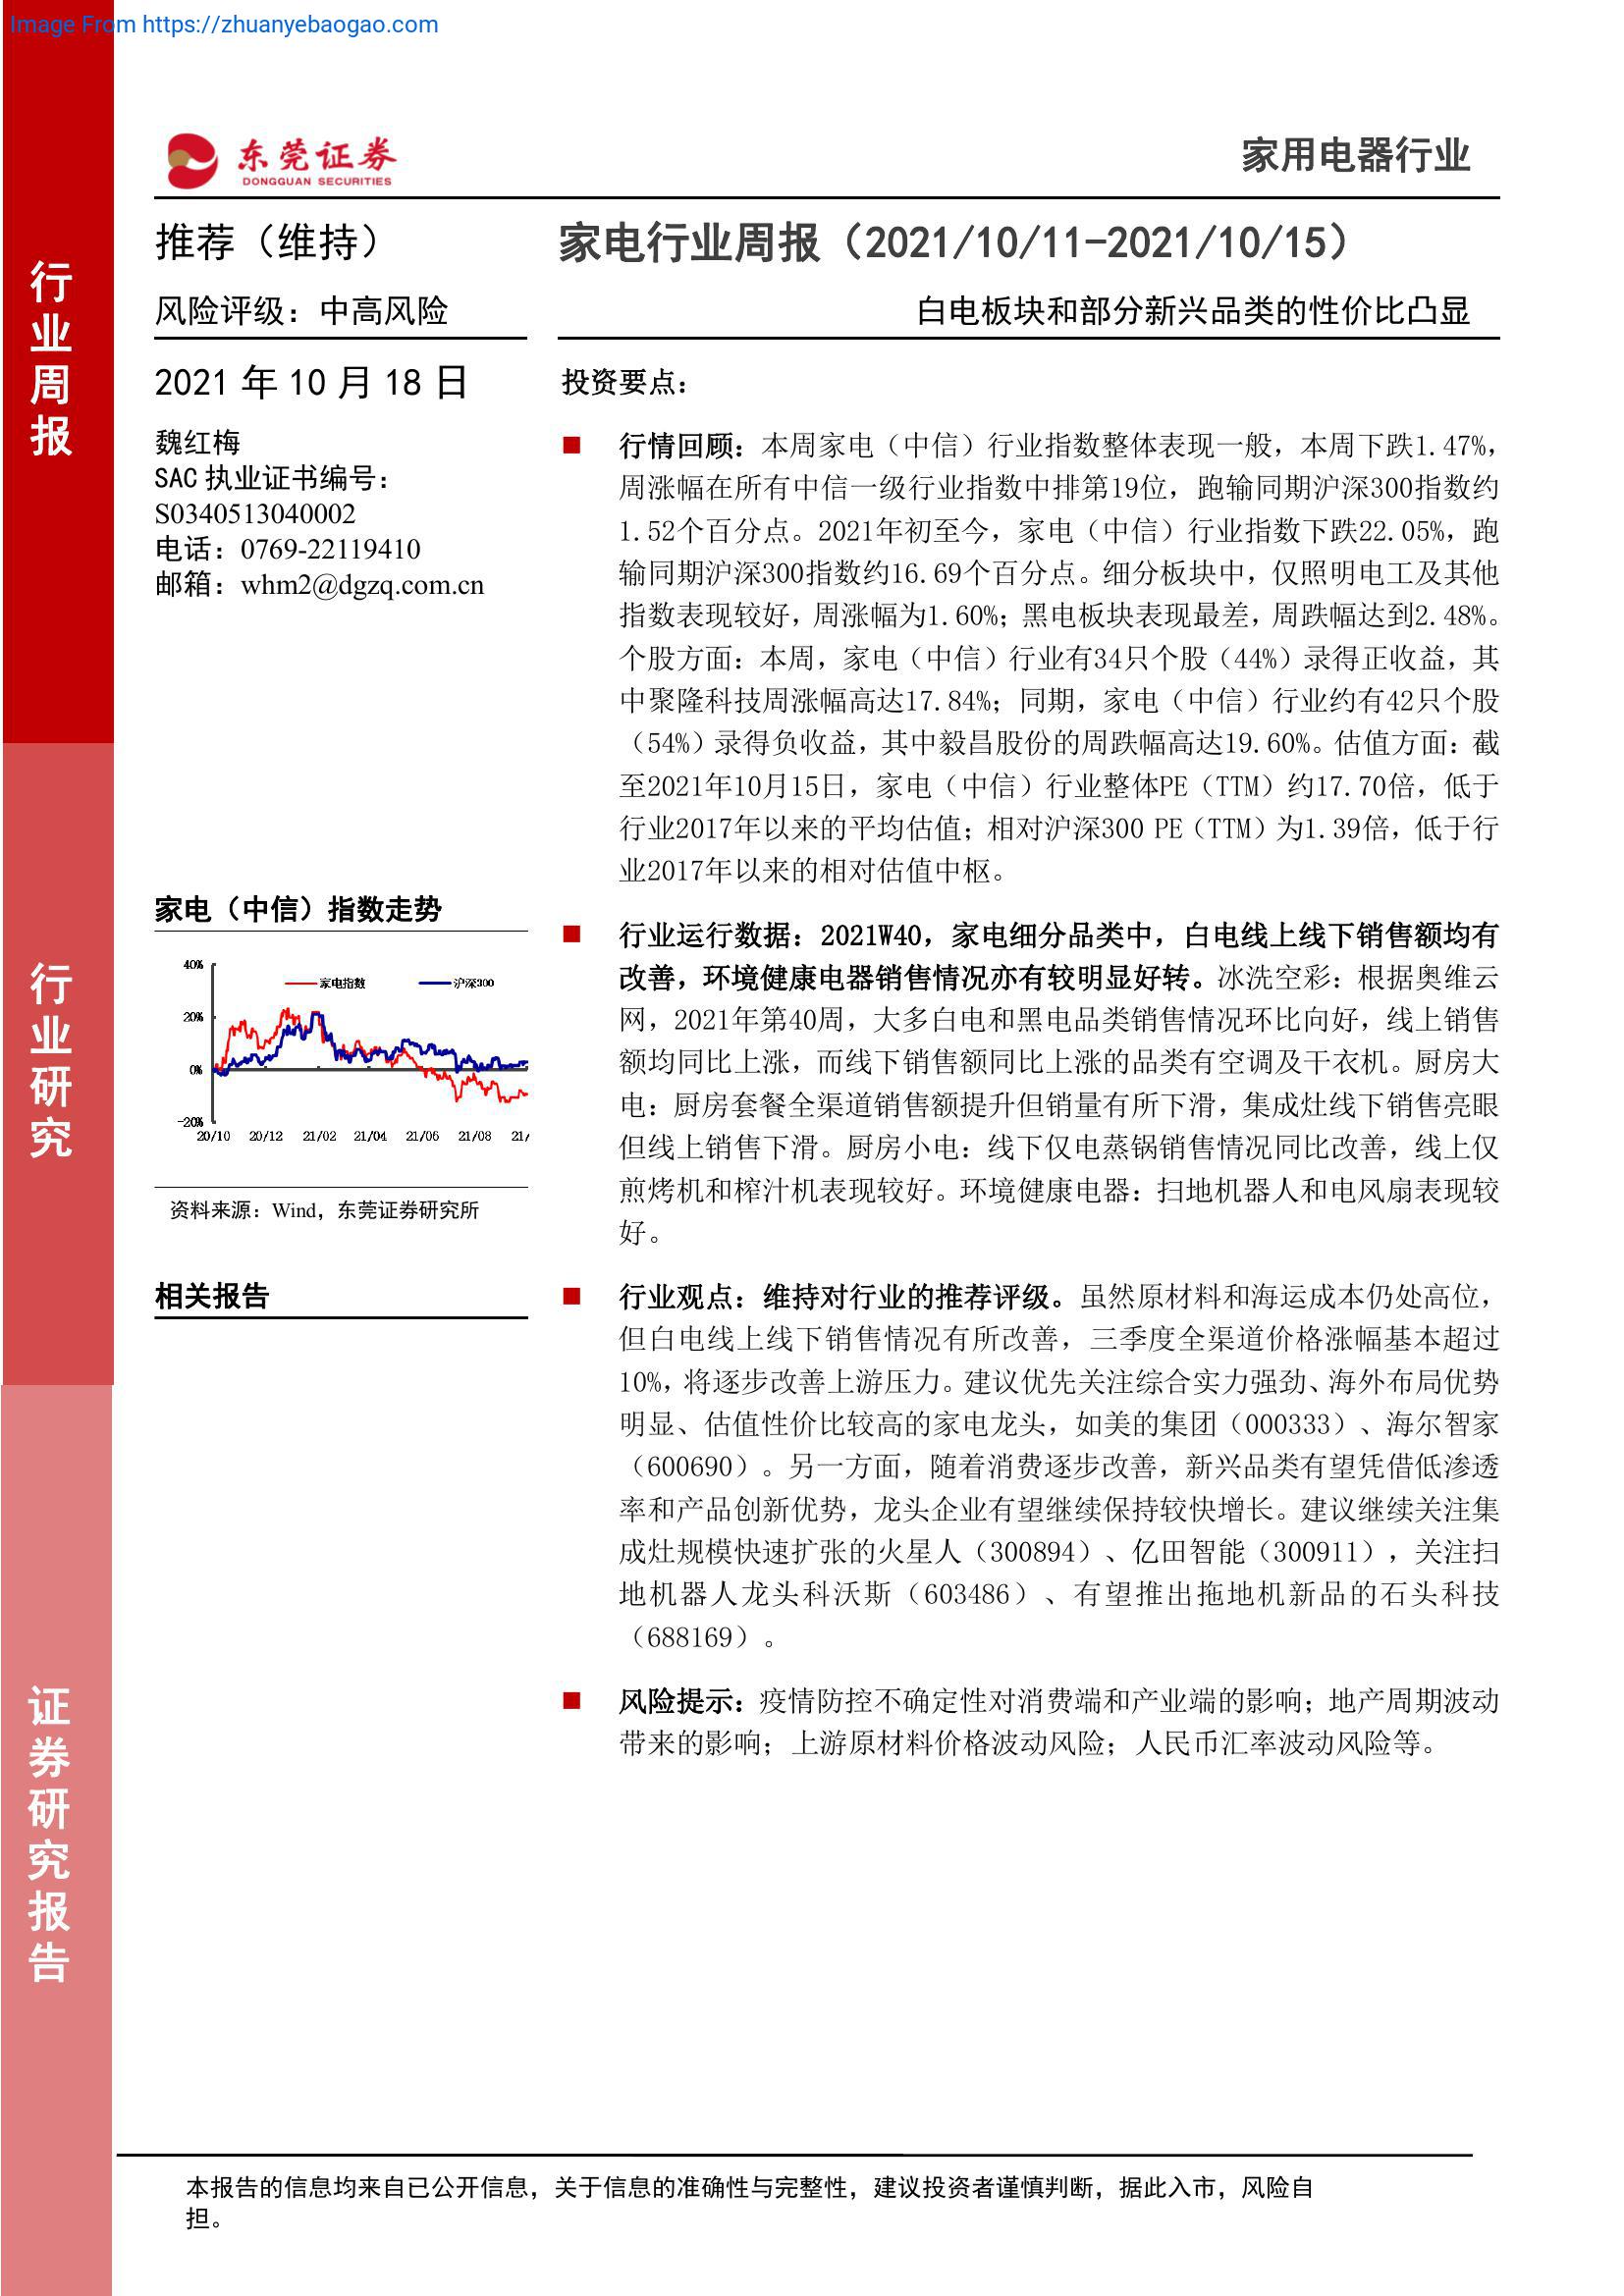 Image From https://zhuanyebaogao.com
东莞证券
DONGGUAN SECURITIES
家用电器行业
行业周报
行业研究
证券研究报告
推荐（维持）
风险评级：中高风险
2021 年 10 月 18 日
魏红梅
SAC 执业证书编号：
S0340513040002
电话：0769-22119410
邮箱：whm2@dgzq.com.cn
家电（中信）指数走势
40%
20%
0%
-20%
家电指数
沪深300
20/10 20/12 21/02 21/04 21/06 21/08 21/
资料来源：Wind，东莞证券研究所
相关报告
家电行业周报（2021/10/11-2021/10/15）
白电板块和部分新兴品类的性价比凸显
投资要点：
■ 行情回顾：本周家电（中信）行业指数整体表现一般，本周下跌1.47%，
周涨幅在所有中信一级行业指数中排第19位，跑输同期沪深300指数约
1.52个百分点。2021年初至今，家电（中信）行业指数下跌22.05%，跑
输同期沪深300指数约16.69个百分点。细分板块中，仅照明电工及其他
指数表现较好，周涨幅为1.60%；黑电板块表现最差，周跌幅达到2.48%。
个股方面：本周，家电（中信）行业有34只个股（44%）录得正收益，其
中聚隆科技周涨幅高达17.84%；同期，家电（中信）行业约有42只个股
（54%）录得负收益，其中毅昌股份的周跌幅高达19.60%。估值方面：截
至2021年10月15日，家电（中信）行业整体PE（TTM）约17.70倍，低于
行业2017年以来的平均估值；相对沪深300 PE（TTM）为1.39倍，低于行
业2017年以来的相对估值中枢。
■ 行业运行数据：2021W40，家电细分品类中，白电线上线下销售额均有
改善，环境健康电器销售情况亦有较明显好转。冰洗空彩：根据奥维云
网，2021年第40周，大多白电和黑电品类销售情况环比向好，线上销售
额均同比上涨，而线下销售额同比上涨的品类有空调及干衣机。厨房大
电：厨房套餐全渠道销售额提升但销量有所下滑，集成灶线下销售亮眼
但线上销售下滑。厨房小电：线下仅电蒸锅销售情况同比改善，线上仅
煎烤机和榨汁机表现较好。环境健康电器：扫地机器人和电风扇表现较
好。
■ 行业观点：维持对行业的推荐评级。虽然原材料和海运成本仍处高位，
但白电线上线下销售情况有所改善，三季度全渠道价格涨幅基本超过
10%，将逐步改善上游压力。建议优先关注综合实力强劲、海外布局优势
明显、估值性价比较高的家电龙头，如美的集团（000333）、海尔智家
（600690）。另一方面，随着消费逐步改善，新兴品类有望凭借低渗透
率和产品创新优势，龙头企业有望继续保持较快增长。建议继续关注集
成灶规模快速扩张的火星人（300894）、亿田智能（300911），关注扫
地机器人龙头科沃斯（603486）、有望推出拖地机新品的石头科技
（688169）。
■ 风险提示：疫情防控不确定性对消费端和产业端的影响；地产周期波动
带来的影响；上游原材料价格波动风险；人民币汇率波动风险等。
本报告的信息均来自已公开信息，关于信息的准确性与完整性，建议投资者谨慎判断，据此入市，风险自
担。